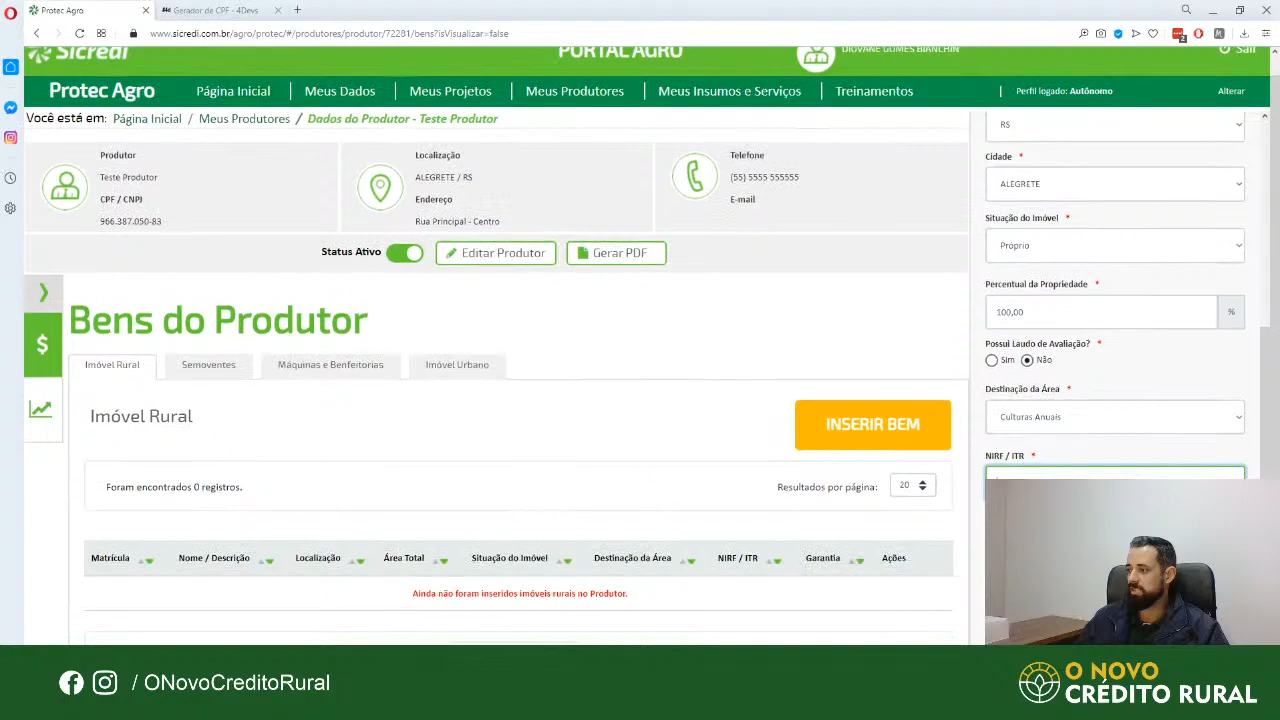 Protec Agro
Gerador de CPF - 4Devs
www.sicredi.com.br/agro/protec/#/produtores/produtor/72281/bens?isVisualizar=false
Sicredi
PORTAL AGRO
DIOVANE GOMES BIANCHIN
Sair
Protec Agro
Página Inicial
Meus Dados
Meus Projetos
Meus Produtores
Meus Insumos e Serviços
Treinamentos
Perfil logado: Autônomo
Alterar
Você está em: Página Inicial / Meus Produtores / Dados do Produtor - Teste Produtor
Produtor
Teste Produtor
CPF / CNPJ
966.387.050-83
Localização
ALEGRETE / RS
Endereço
Rua Principal - Centro
Telefone
(55) 5555 555555
E-mail
Status Ativo
Editar Produtor
Gerar PDF
Bens do Produtor
Imóvel Rural
Semoventes
Máquinas e Benfeitorias
Imóvel Urbano
Imóvel Rural
INSERIR BEM
Foram encontrados 0 registros.
Resultados por página: 20
Matrícula
Nome / Descrição
Localização
Área Total
Situação do Imóvel
Destinação da Área
NIRF / ITR
Garantia
Ações
Ainda não foram inseridos imóveis rurais no Produtor.
RS
Cidade *
ALEGRETE
Situação do Imóvel *
Próprio
Percentual da Propriedade *
100,00 %
Possui Laudo de Avaliação? *
Sim Não
Destinação da Área *
Culturas Anuais
NIRF / ITR *
/ ONovoCreditoRural
O NOVO
CRÉDITO RURAL